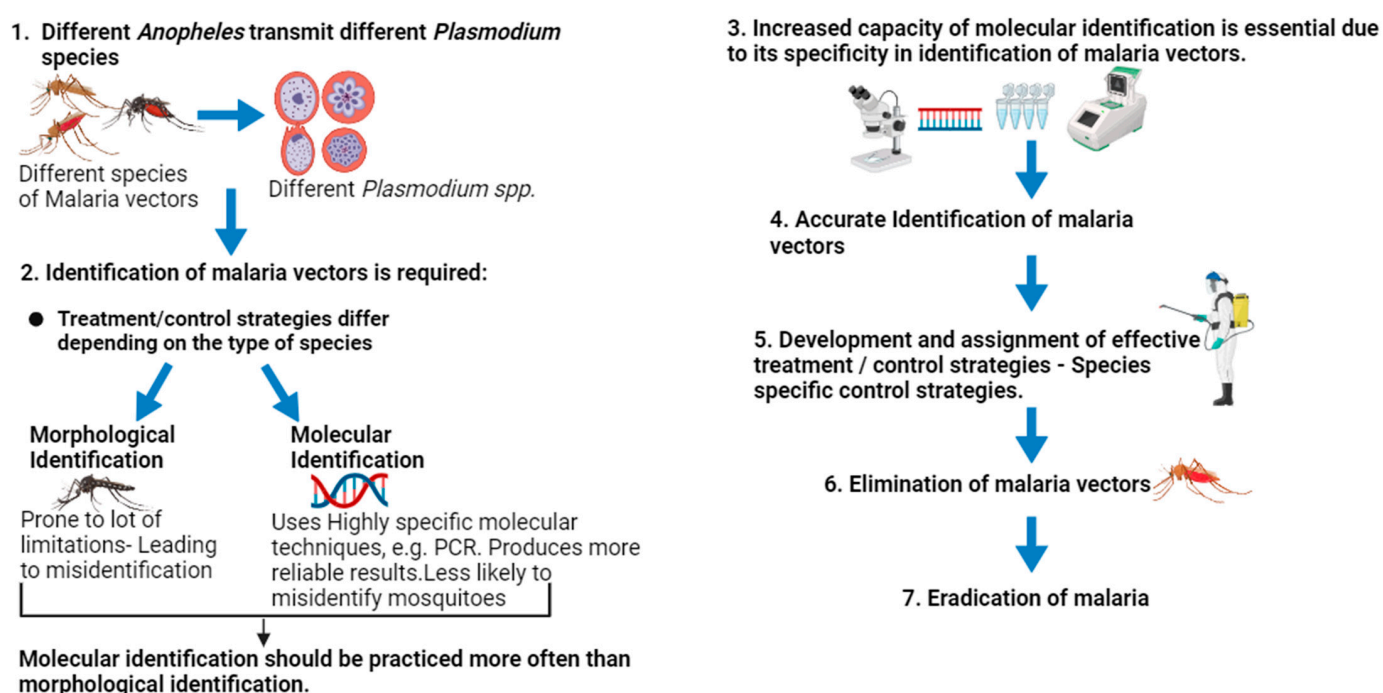 1. Different Anopheles transmit different Plasmodium
species
Different species
of Malaria vectors
Different Plasmodium spp.
2. Identification of malaria vectors is required:
● Treatment/control strategies differ
depending on the type of species
Morphological
Identification
Prone to lot of
limitations- Leading
to misidentification
Molecular
Identification
Uses Highly specific molecular
techniques, e.g. PCR. Produces more
reliable results.Less likely to
misidentify mosquitoes
Molecular identification should be practiced more often than
morphological identification.
3. Increased capacity of molecular identification is essential due
to its specificity in identification of malaria vectors.
4. Accurate Identification of malaria
vectors
5. Development and assignment of effective
treatment / control strategies - Species
specific control strategies.
6. Elimination of malaria vectors
7. Eradication of malaria